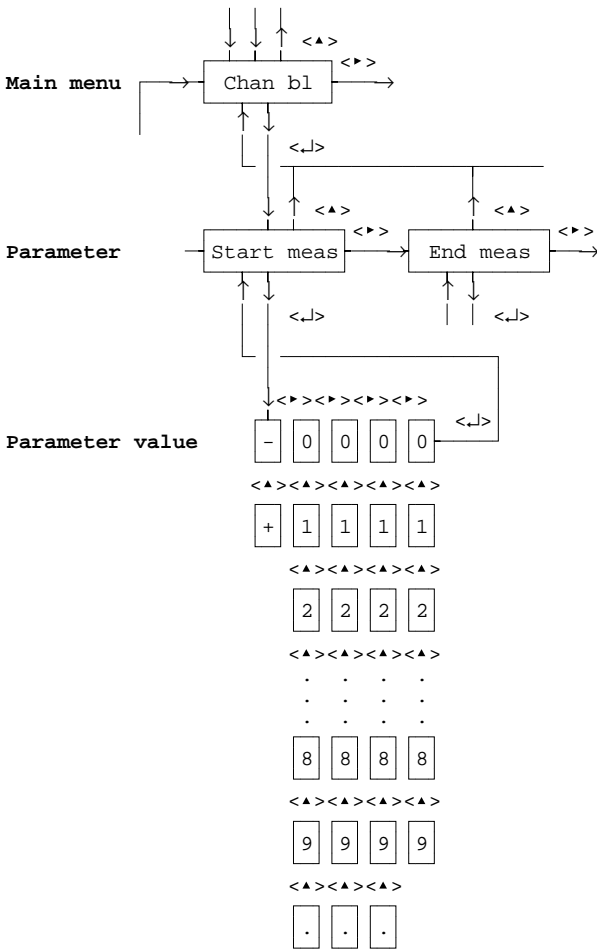 <▲>
<►>
Main menu Chan bl
<↵>
<▲>
<►> <▲> <►>
Parameter Start meas End meas
<↵> <↵>
<►><►><►><►>
<↵>
Parameter value - 0 0 0 0
<▲><▲><▲><▲><▲>
+ 1 1 1 1
<▲><▲><▲><▲>
2 2 2 2
<▲><▲><▲><▲>
. . . .
. . . .
. . . .
8 8 8 8
<▲><▲><▲><▲>
9 9 9 9
<▲><▲><▲>
. . .